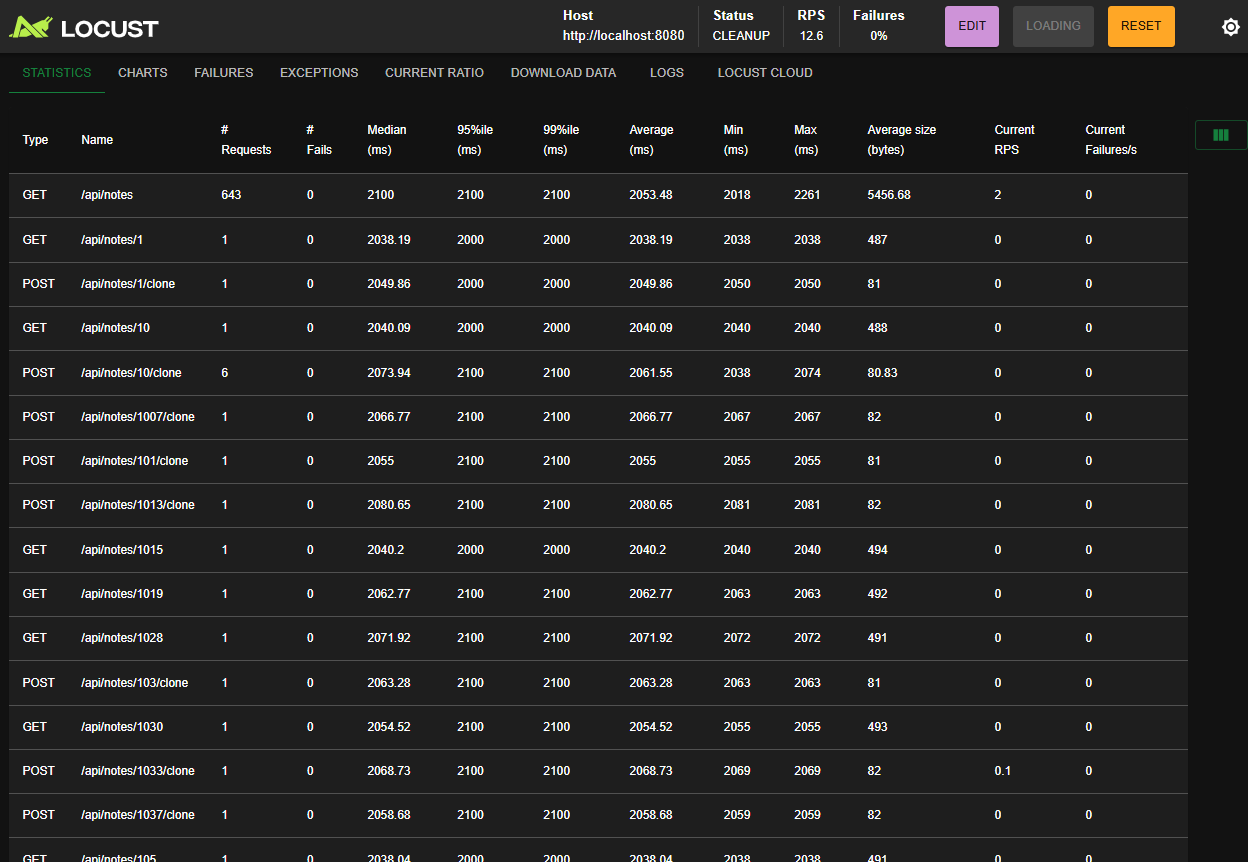 LOCUST
Host
http://localhost:8080
Status
CLEANUP
RPS
12.6
Failures
0%
EDIT
LOADING
RESET
STATISTICS CHARTS FAILURES EXCEPTIONS CURRENT RATIO DOWNLOAD DATA LOGS LOCUST CLOUD
Type Name # Requests # Fails Median (ms) 95%ile (ms) 99%ile (ms) Average (ms) Min (ms) Max (ms) Average size (bytes) Current RPS Current Failures/s
GET /api/notes 643 0 2100 2100 2100 2053.48 2018 2261 5456.68 2 0
GET /api/notes/1 1 0 2038.19 2000 2000 2038.19 2038 2038 487 0 0
POST /api/notes/1/clone 1 0 2049.86 2000 2000 2049.86 2050 2050 81 0 0
GET /api/notes/10 1 0 2040.09 2000 2000 2040.09 2040 2040 488 0 0
POST /api/notes/10/clone 6 0 2073.94 2100 2100 2061.55 2038 2074 80.83 0 0
POST /api/notes/1007/clone 1 0 2066.77 2100 2100 2066.77 2067 2067 82 0 0
POST /api/notes/101/clone 1 0 2055 2100 2100 2055 2055 2055 81 0 0
POST /api/notes/1013/clone 1 0 2080.65 2100 2100 2080.65 2081 2081 82 0 0
GET /api/notes/1015 1 0 2040.2 2000 2000 2040.2 2040 2040 494 0 0
GET /api/notes/1019 1 0 2062.77 2100 2100 2062.77 2063 2063 492 0 0
GET /api/notes/1028 1 0 2071.92 2100 2100 2071.92 2072 2072 491 0 0
POST /api/notes/103/clone 1 0 2063.28 2100 2100 2063.28 2063 2063 81 0 0
GET /api/notes/1030 1 0 2054.52 2100 2100 2054.52 2055 2055 493 0 0
POST /api/notes/1033/clone 1 0 2068.73 2100 2100 2068.73 2069 2069 82 0.1 0
POST /api/notes/1037/clone 1 0 2058.68 2100 2100 2058.68 2059 2059 82 0 0
GET /api/notes/105 1 0 2038.04 2000 2000 2038.04 2038 2038 491 0 0